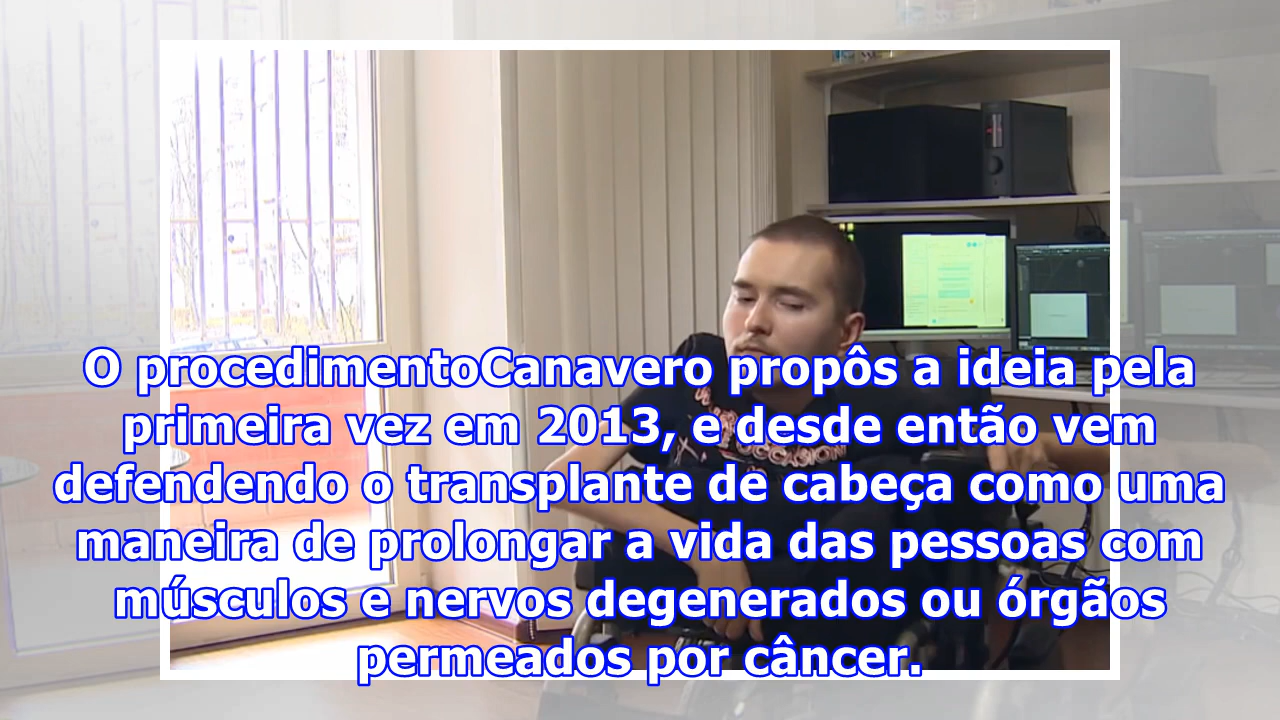 O procedimentoCanavero propôs a ideia pela
primeira vez em 2013, e desde então vem
defendendo o transplante de cabeça como uma
maneira de prolongar a vida das pessoas com
músculos e nervos degenerados ou órgãos
permeados por câncer.
OCCASION